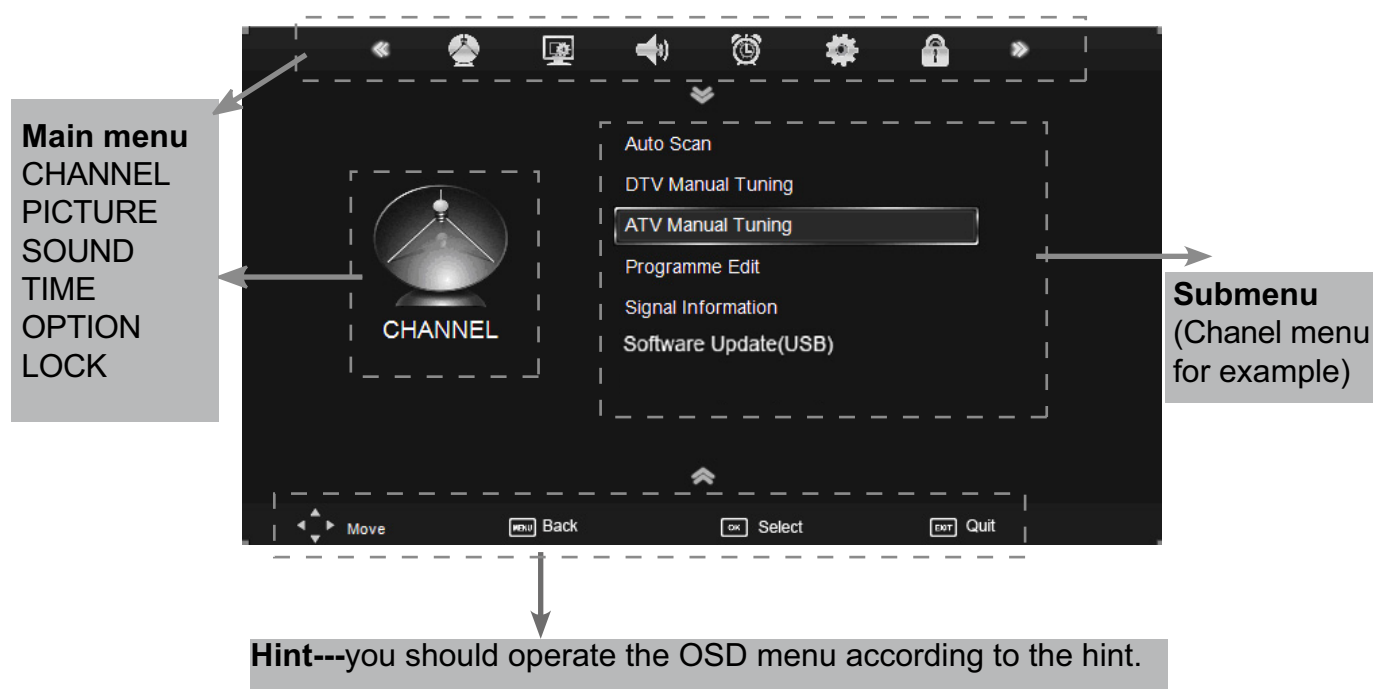 Main menu
CHANNEL
PICTURE
SOUND
TIME
OPTION
LOCK
CHANNEL
Auto Scan
DTV Manual Tuning
ATV Manual Tuning
Programme Edit
Signal Information
Software Update(USB)
Submenu
(Chanel menu
for example)
Move MENU Back OK Select EXIT Quit
Hint---you should operate the OSD menu according to the hint.